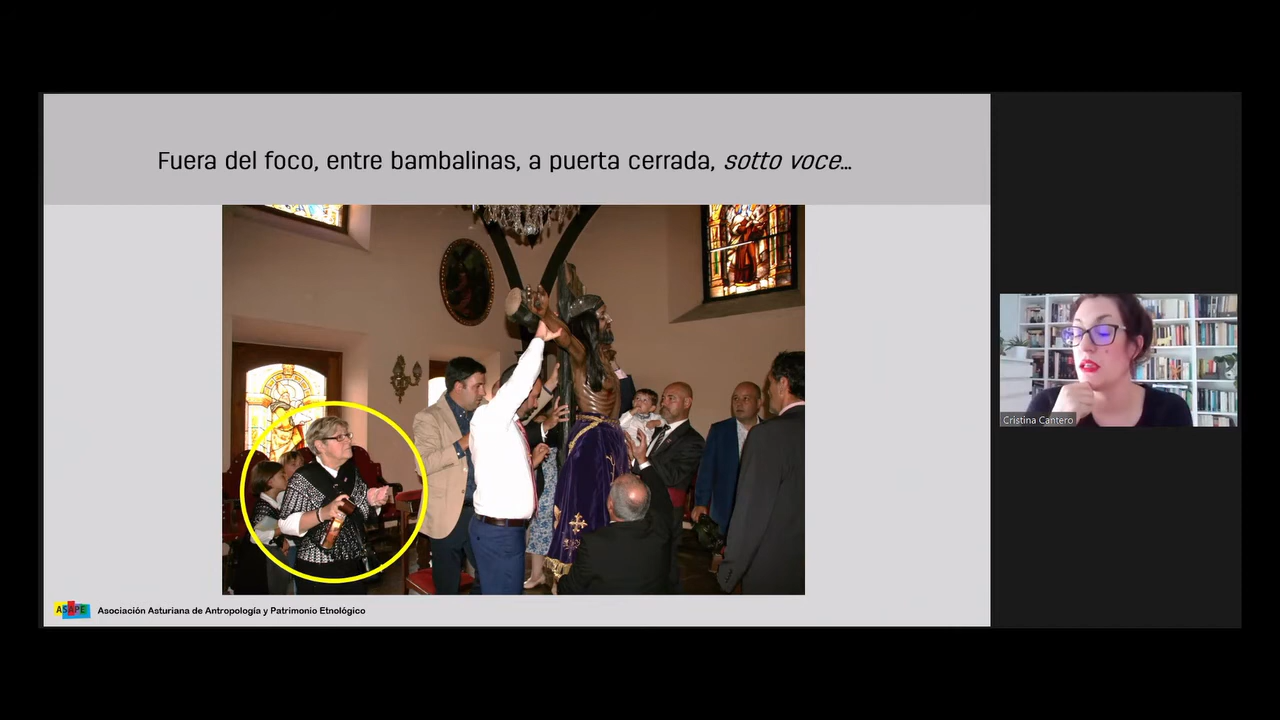 Fuera del foco, entre bambalinas, a puerta cerrada, sotto voce...
Cristina Cantero
ASAPE Asociación Asturiana de Antropología y Patrimonio Etnológico